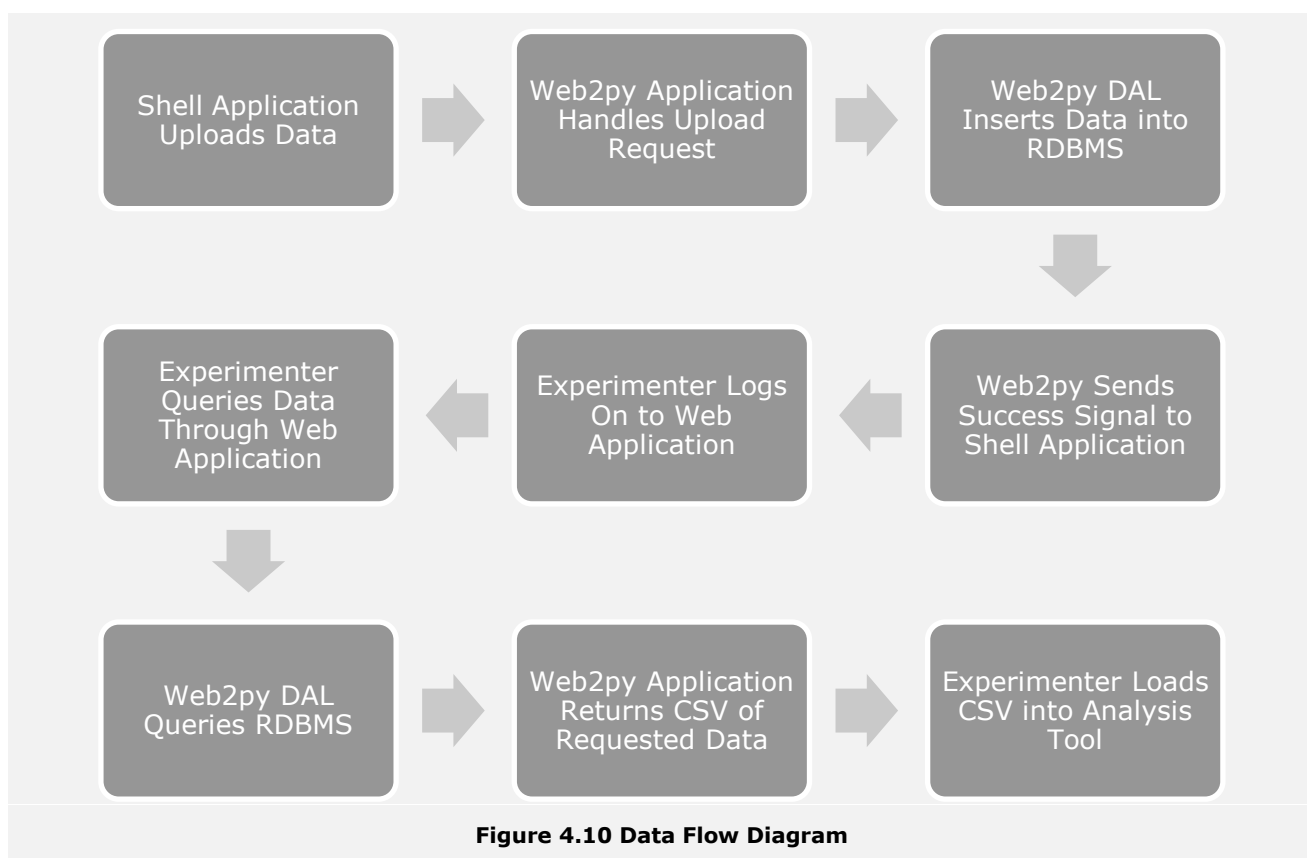 Shell Application
Uploads Data
Web2py Application
Handles Upload
Request
Web2py DAL
Inserts Data into
RDBMS
Web2py Sends
Success Signal to
Shell Application
Experimenter Logs
On to Web
Application
Experimenter
Queries Data
Through Web
Application
Web2py DAL
Queries RDBMS
Web2py Application
Returns CSV of
Requested Data
Experimenter Loads
CSV into Analysis
Tool
Figure 4.10 Data Flow Diagram